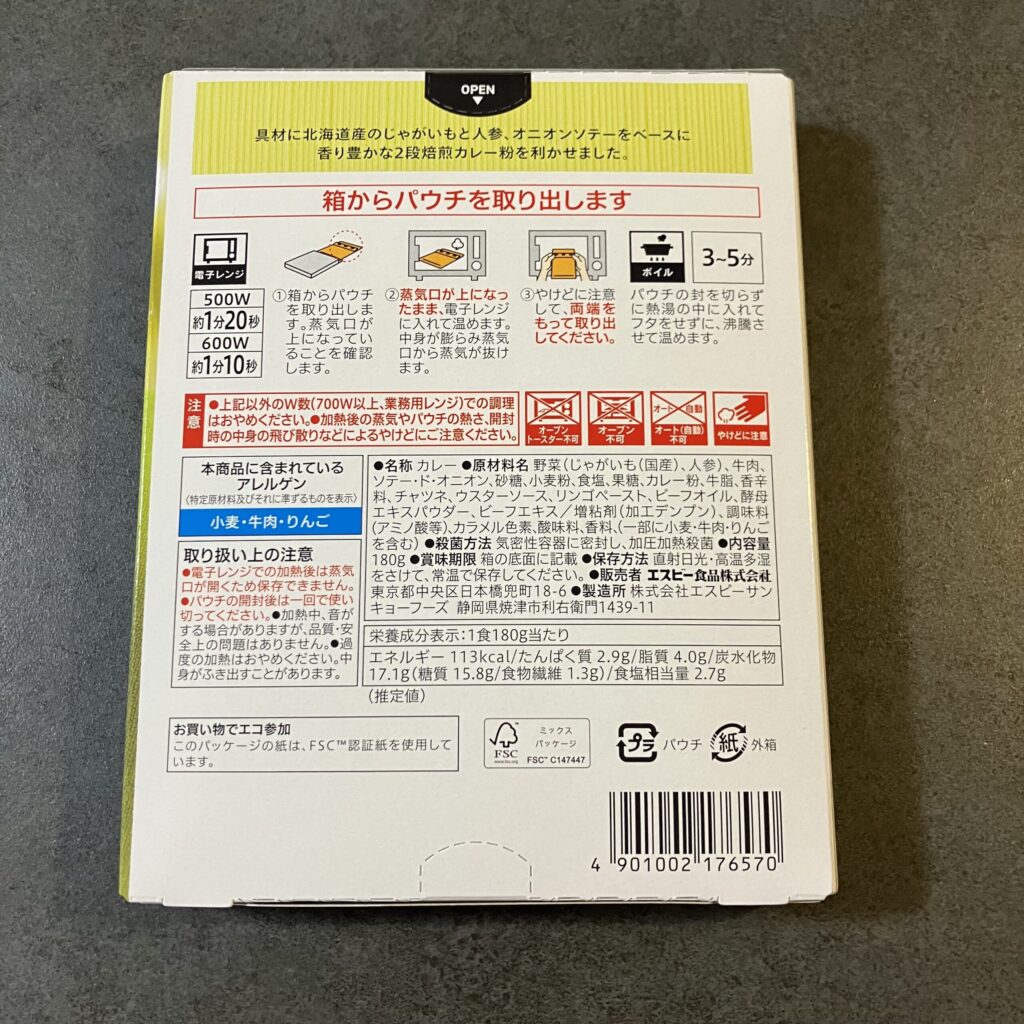 OPEN
具材に北海道産のじゃがいもと人参、オニオンソテーをベースに
香り豊かな2段焙煎カレー粉を利かせました。
箱からパウチを取り出します
電子レンジ
500W
約1分20秒
600W
約1分10秒
①箱からパウチ
を取り出し
ます。蒸気口が
上になってい
ることを確認
します。
②蒸気口が上になっ
たまま、電子レンジ
に入れて温めます。
中身が膨らみ蒸気
口から蒸気が抜け
ます。
③やけどに注意
して、両端を
もって取り出
してください。
ボイル
3~5分
パウチの封を切らず
に熱湯の中に入れて
フタをせずに、沸騰さ
せて温めます。
注意
●上記以外のW数(700W以上、業務用レンジ)での調理
はおやめください。●加熱後の蒸気やパウチの熱さ、開封
時の中身の飛び散りなどによるやけどにご注意ください。
オーブン
トースター不可
オーブン
不可
オート 自動
オート(自動)
不可
やけどに注意
本商品に含まれている
アレルゲン
〈特定原材料及びそれに準ずるものを表示〉
小麦・牛肉・りんご
取り扱い上の注意
●電子レンジでの加熱後は蒸気
口が開くため保存できません。
●パウチの開封後は一回で使い
切ってください。●加熱中、音が
する場合がありますが、品質・安
全上の問題はありません。●過
度の加熱はおやめください。中
身がふき出すことがあります。
●名称 カレー ●原材料名 野菜(じゃがいも(国産)、人参)、牛肉、
ソテー・ド・オニオン、砂糖、小麦粉、食塩、果糖、カレー粉、牛脂、香辛
料、チャツネ、ウスターソース、リンゴペースト、ビーフオイル、酵母
エキスパウダー、ビーフエキス/増粘剤(加工デンプン)、調味料
(アミノ酸等)、カラメル色素、酸味料、香料、(一部に小麦・牛肉・りんご
を含む) ●殺菌方法 気密性容器に密封し、加圧加熱殺菌 ●内容量
180g ●賞味期限 箱の底面に記載 ●保存方法 直射日光・高温多湿
をさけて、常温で保存してください。●販売者 エスビー食品株式会社
東京都中央区日本橋兜町18-6 ●製造所 株式会社エスビーサン
キョーフーズ 静岡県焼津市利右衛門1439-11
栄養成分表示:1食180g当たり
エネルギー 113kcal/たんぱく質 2.9g/脂質 4.0g/炭水化物
17.1g(糖質 15.8g/食物繊維 1.3g)/食塩相当量 2.7g
(推定値)
お買い物でエコ参加
このパッケージの紙は、FSC™認証紙を使用して
います。
FSC
www.fsc.org
ミックス
パッケージ
FSC™ C147447
プラ パウチ 紙 外箱
4 901002 176570